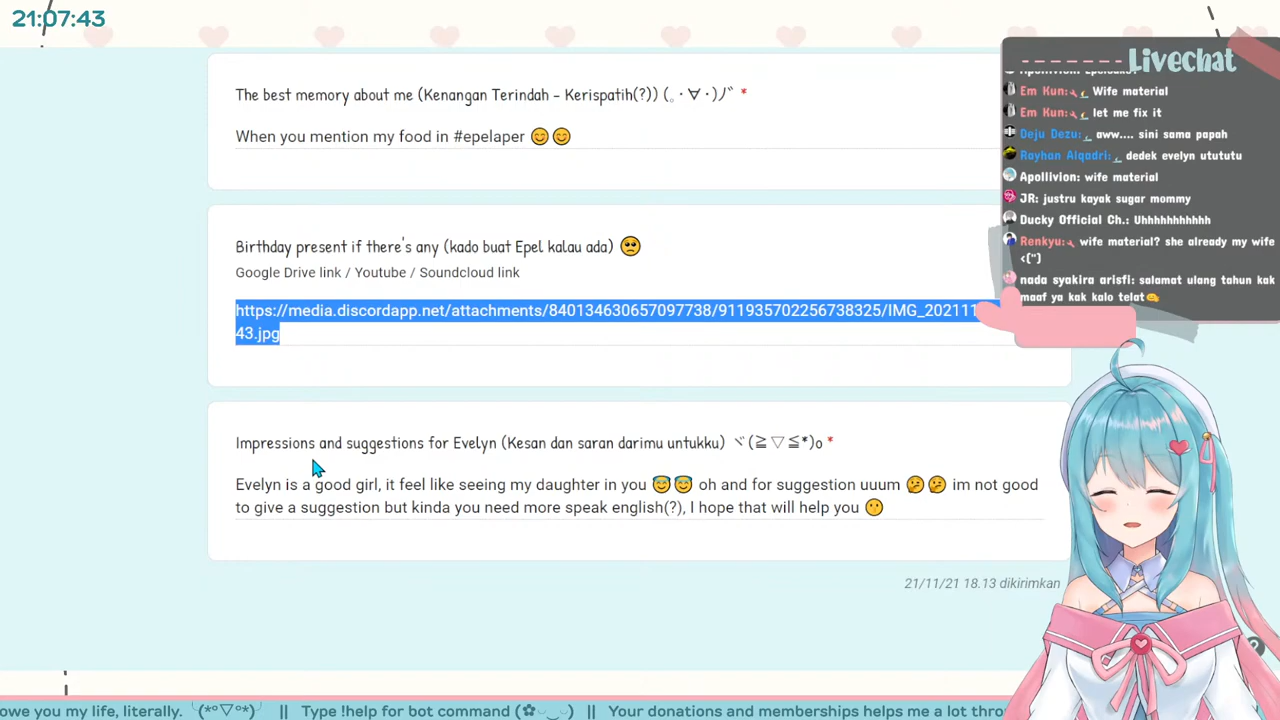 21:07:43
The best memory about me (Kenangan Terindah - Kerispatih(?)) (｡･∀･)ﾉﾞ *
When you mention my food in #epelaper 😊😊
Birthday present if there's any (kado buat Epel kalau ada) 🥺
Google Drive link / Youtube / Soundcloud link
https://media.discordapp.net/attachments/840134630657097738/911935702256738325/IMG_202111
43.jpg
Impressions and suggestions for Evelyn (Kesan dan saran darimu untukku) ヾ(≧▽≦*)o *
Evelyn is a good girl, it feel like seeing my daughter in you 😇😇 oh and for suggestion uuum 🤔🤔 im not good
to give a suggestion but kinda you need more speak english(?), I hope that will help you 😶
21/11/21 18.13 dikirimkan
Livechat
Em Kun: Wife material
Em Kun: let me fix it
Deju Dezu: aww.... sini sama papah
Rayhan Alqadri: dedek evelyn utututu
Apolllvion: wife material
JR: justru kayak sugar mommy
Ducky Official Ch.: Uhhhhhhhhhh
Renkyu: wife material? she already my wife
<(")
nada syakira arisfi: salamat ulang tahun kak
maaf ya kak kalo telat
owe you my life, literally. ╰(*°▽°*)╯ || Type !help for bot command (✿◡‿◡) || Your donations and memberships helps me a lot throu